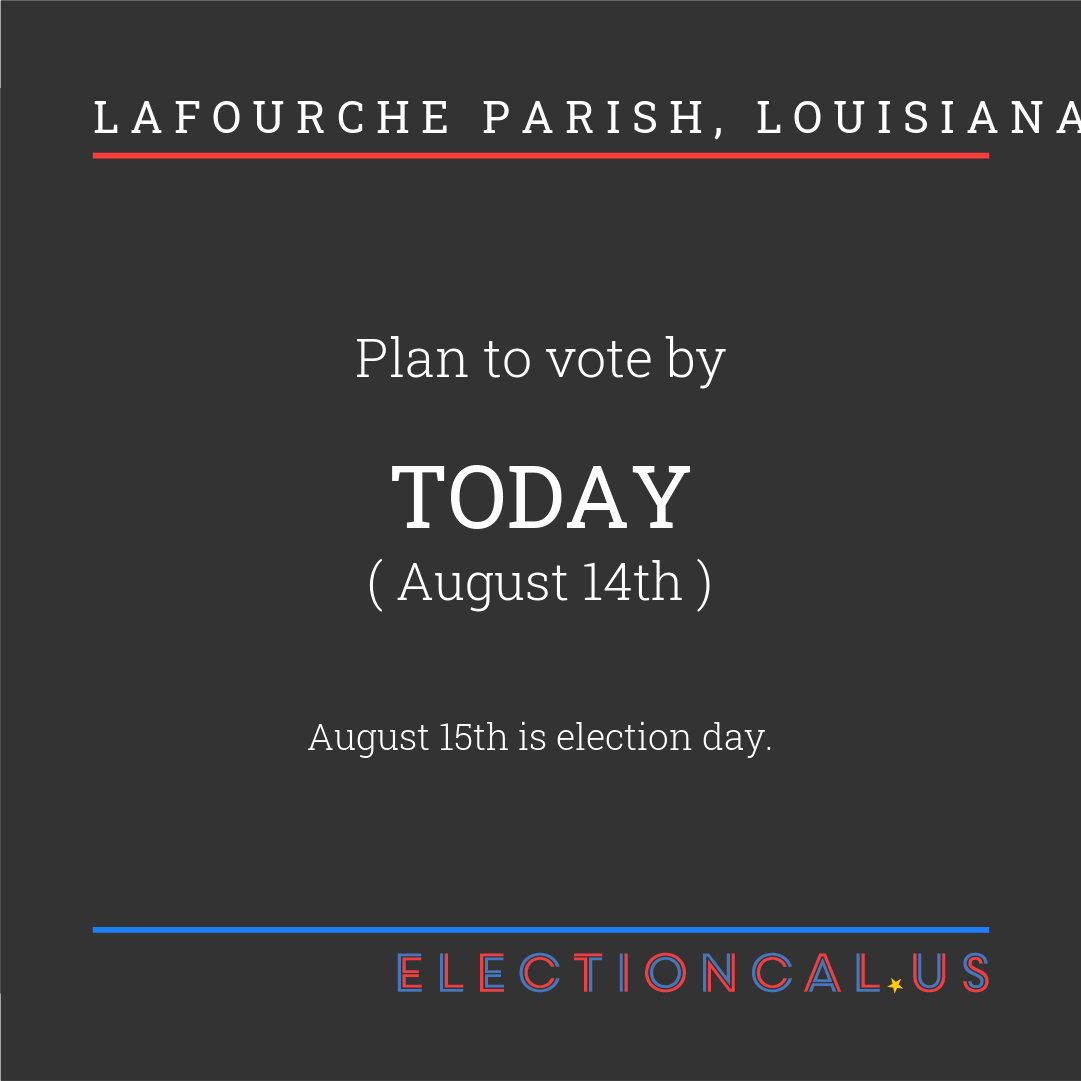 LAFOURCHE PARISH, LOUISIANA
Plan to vote by
TODAY
( August 14th )
August 15th is election day.
ELECTIONCAL.US